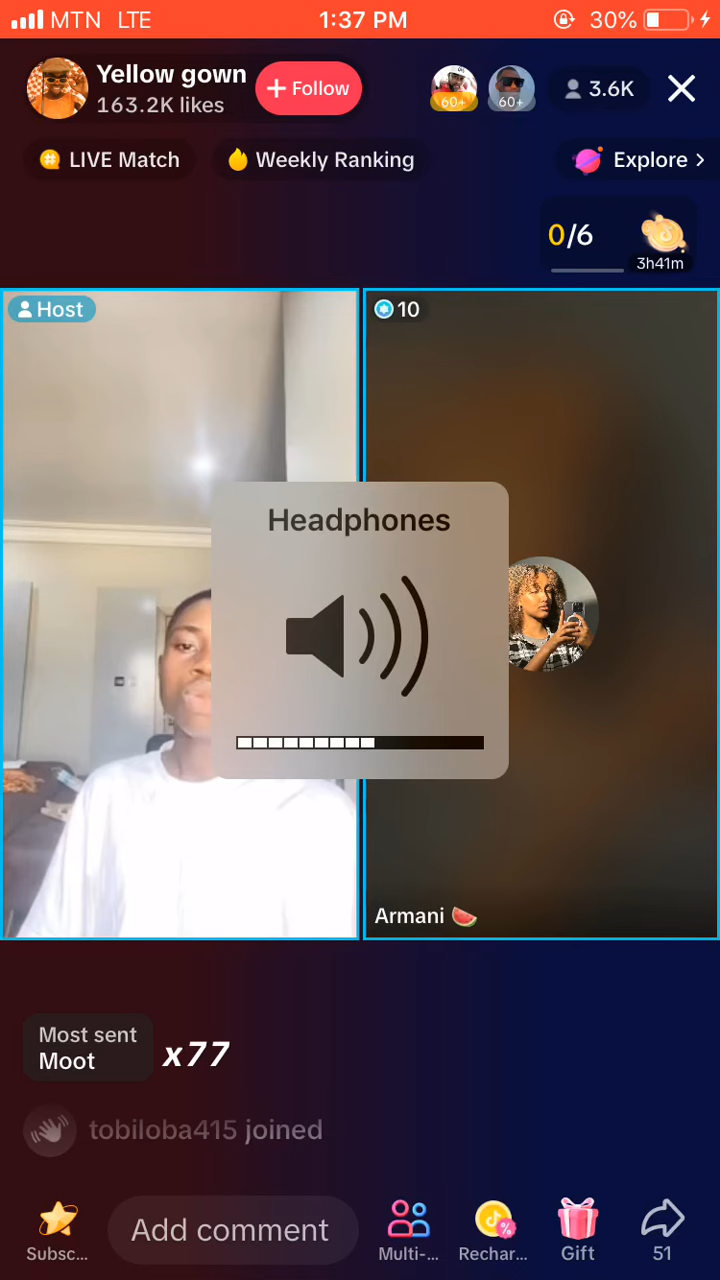 MTN LTE 1:37 PM 30%
Yellow gown
163.2K likes
+ Follow
60+
60+
3.6K
LIVE Match
Weekly Ranking
Explore >
0/6
3h41m
Host
10
Headphones
Armani 🍉
Most sent
Moot
x77
tobiloba415 joined
Add comment
Subsc...
Multi-...
Rechar...
Gift
51